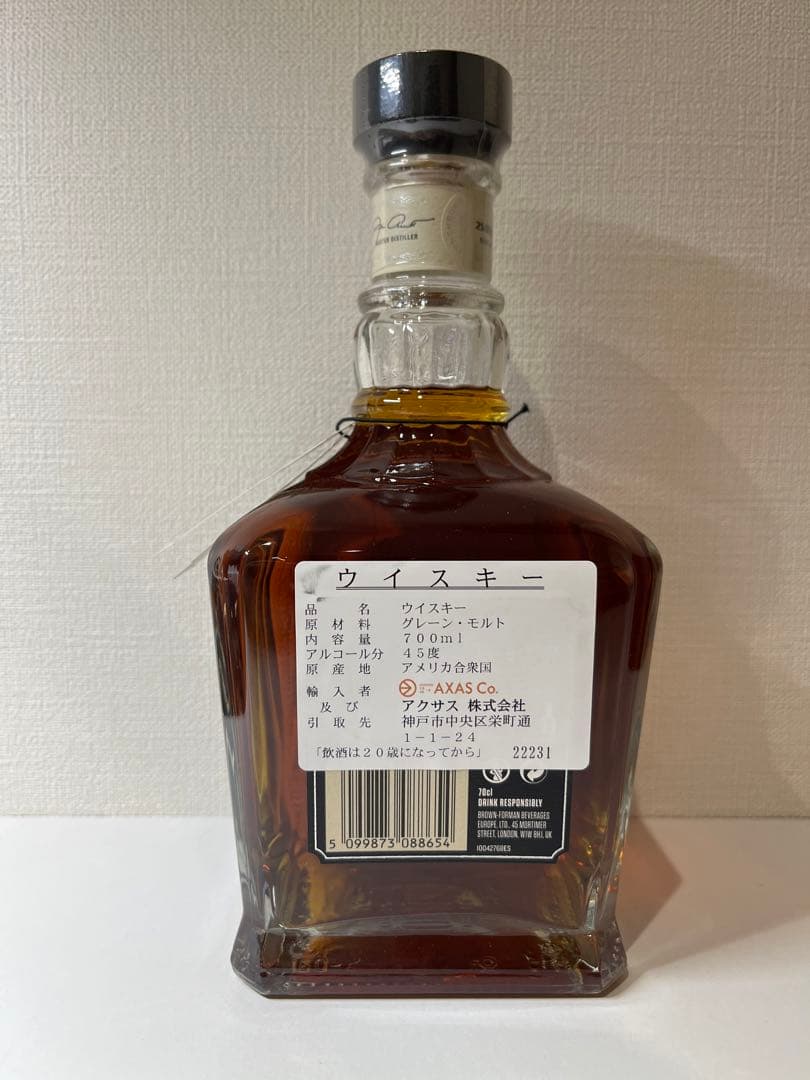 MASTER DISTILLER
ウイスキー
品名 ウイスキー
原材料 グレーン・モルト
内容量 700ml
アルコール分 45度
原産地 アメリカ合衆国
輸入者 AXAS Co.
及び アクサス 株式会社
引取先 神戸市中央区栄町通
1-1-24
「飲酒は20歳になってから」 22231
70cl
DRINK RESPONSIBLY
BROWN-FORMAN BEVERAGES
EUROPE, LTD., 45 MORTIMER
STREET, LONDON, W1W 8HJ, UK
5 099873 088654